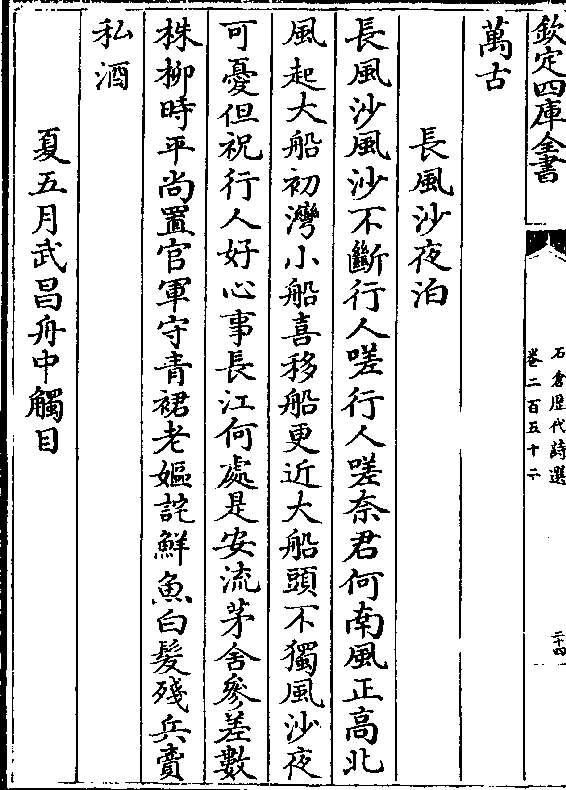 欽定四庫全書
石倉歷代詩選
卷二百五十二
二十四
萬古
長風沙夜泊
長風沙風沙不斷行人嗟行人嗟奈君何南風正高北
風起大船初灣小船喜移船更近大船頭不獨風沙夜
可憂但祝行人好心事長江何處是安流茅舍參差數
株柳時平尚置官軍守青裙老嫗詫鮮魚白髪殘兵賣
私酒
夏五月武昌舟中觸目